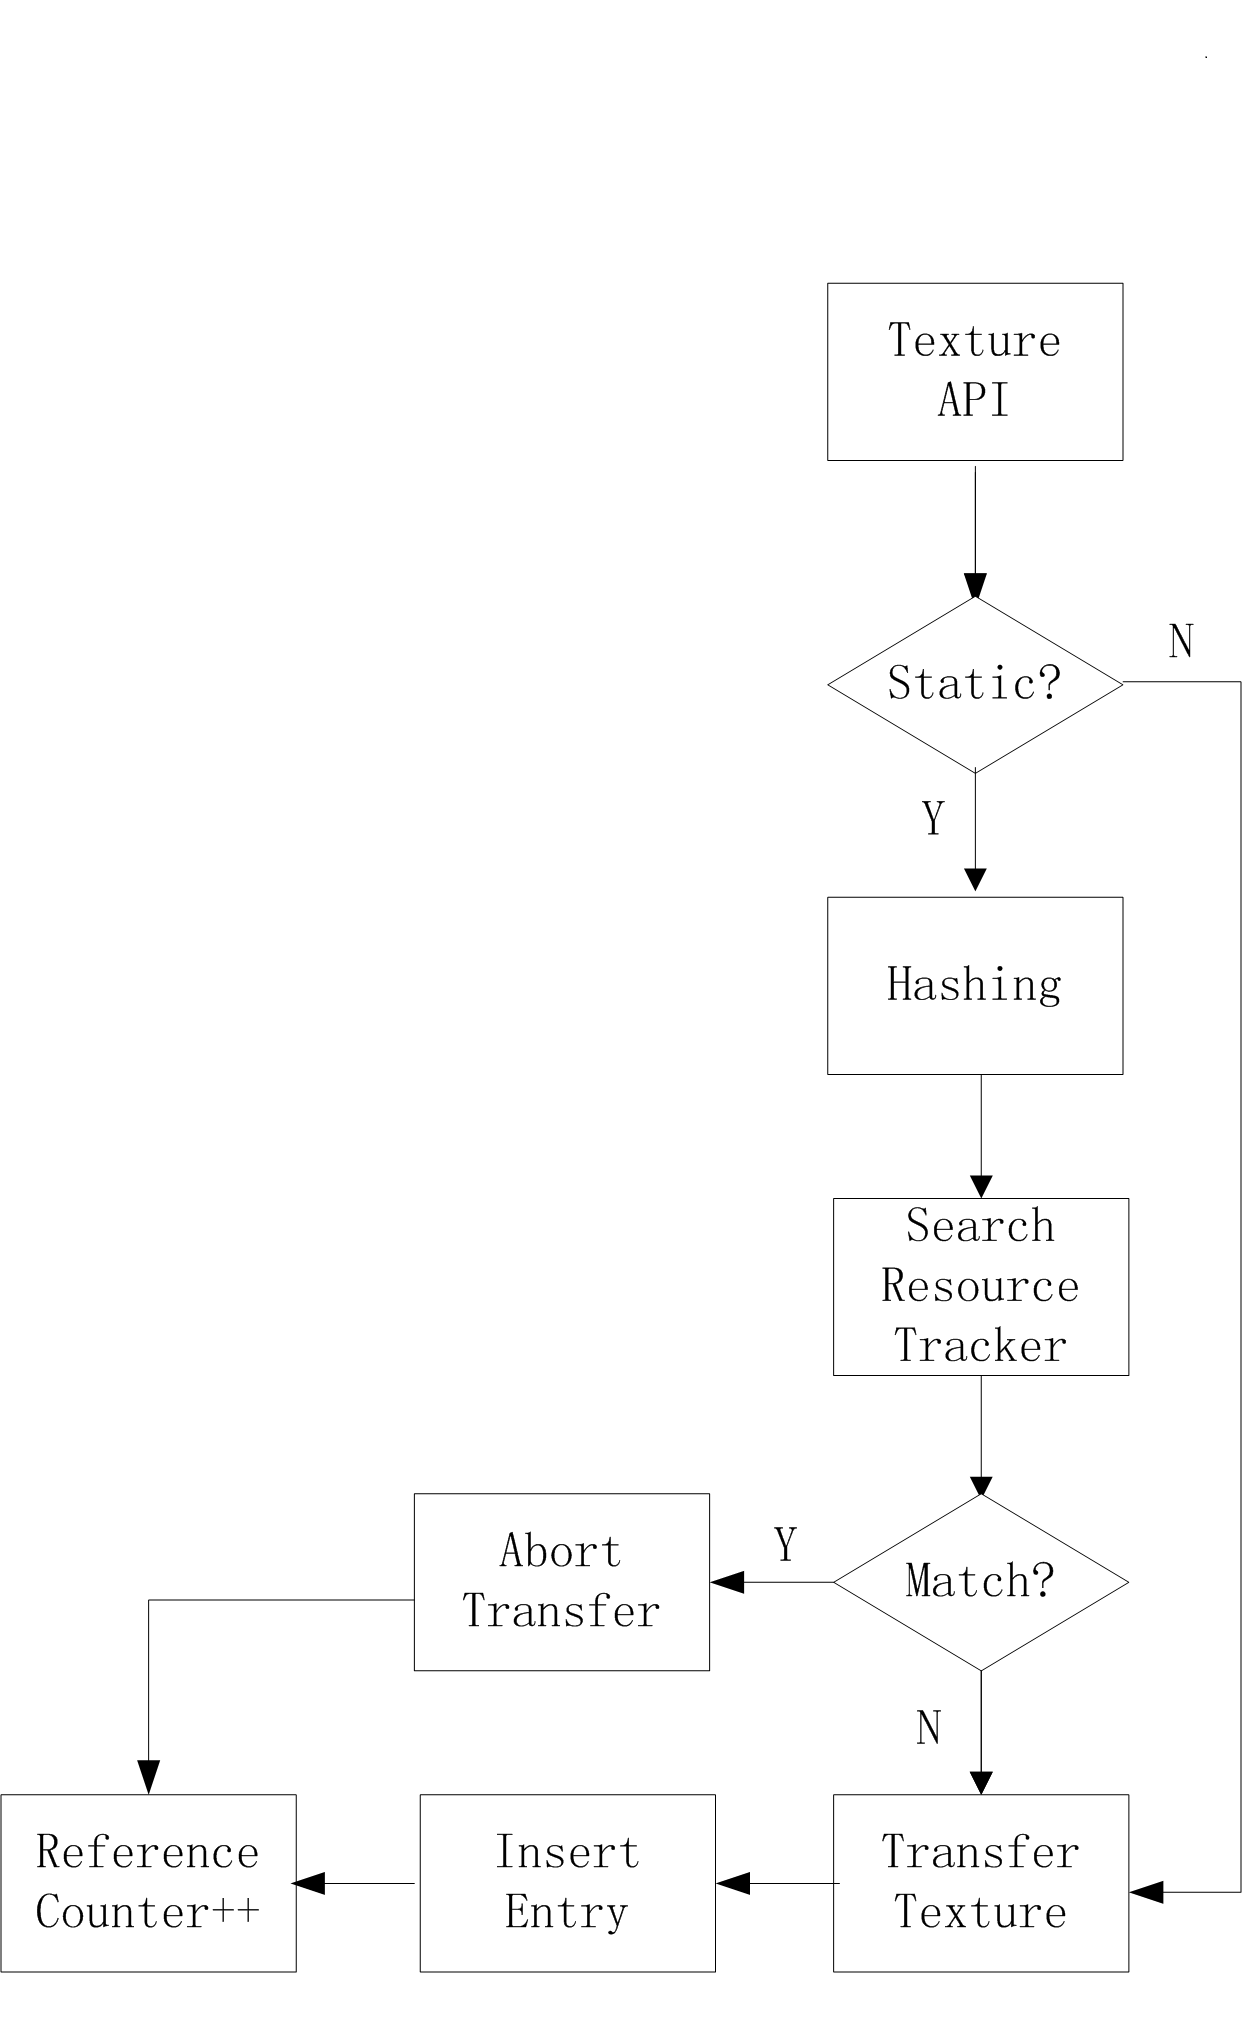 Texture
API
Static?
N
Y
Hashing
Search
Resource
Tracker
Abort
Transfer
Y
Match?
N
Reference
Counter++
Insert
Entry
Transfer
Texture